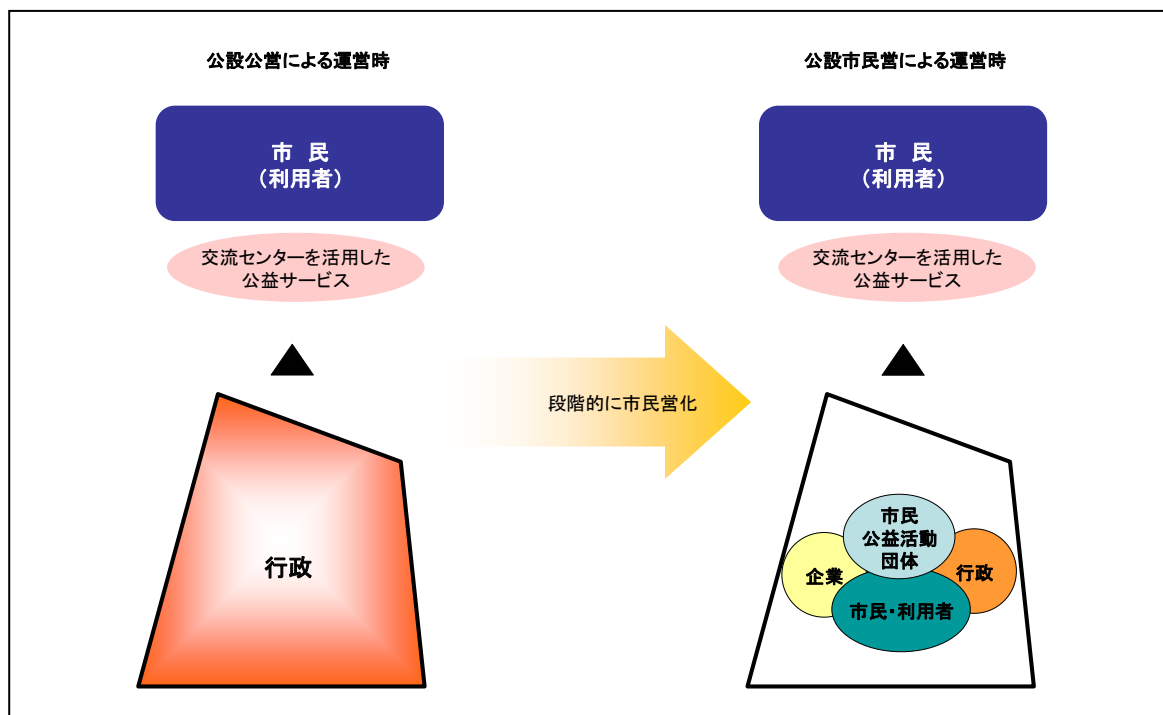 公設公営による運営時
市 民
（利用者）
交流センターを活用した
公益サービス
行政
段階的に市民営化
公設市民営による運営時
市 民
（利用者）
交流センターを活用した
公益サービス
市民
公益活動
団体
企業
行政
市民・利用者